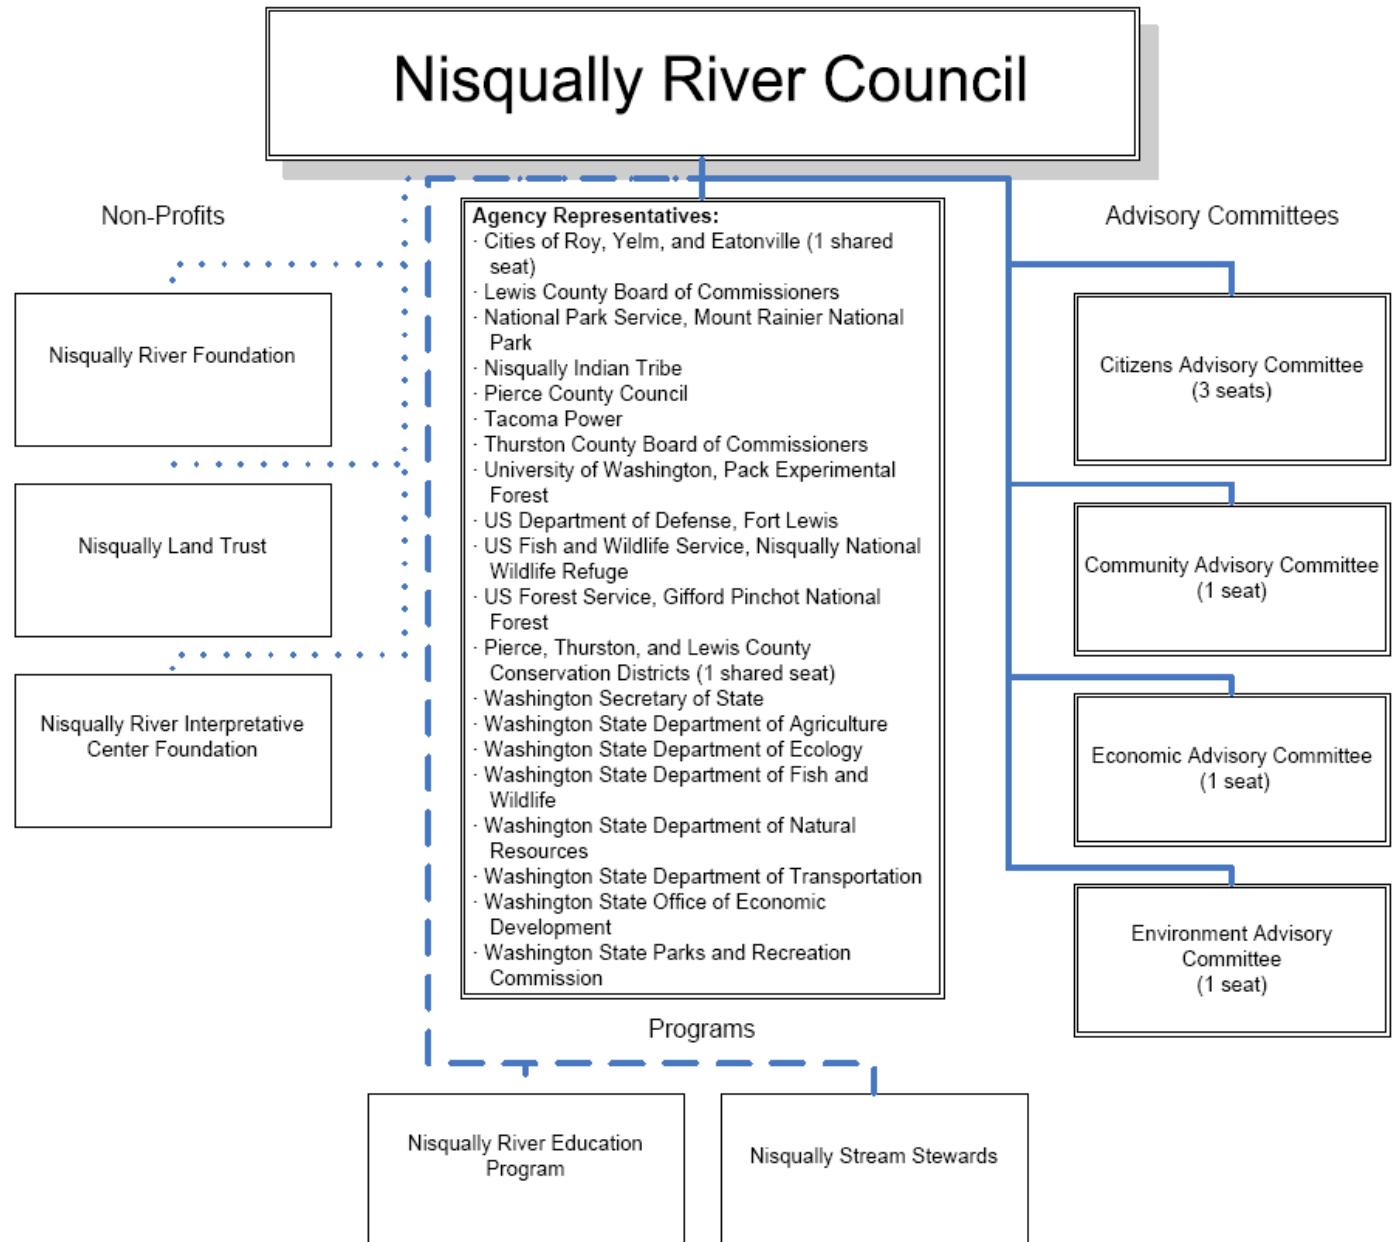 Nisqually River Council
Non-Profits
Nisqually River Foundation
Nisqually Land Trust
Nisqually River Interpretative
Center Foundation
Agency Representatives:
· Cities of Roy, Yelm, and Eatonville (1 shared
seat)
· Lewis County Board of Commissioners
· National Park Service, Mount Rainier National
Park
· Nisqually Indian Tribe
· Pierce County Council
· Tacoma Power
· Thurston County Board of Commissioners
· University of Washington, Pack Experimental
Forest
· US Department of Defense, Fort Lewis
· US Fish and Wildlife Service, Nisqually National
Wildlife Refuge
· US Forest Service, Gifford Pinchot National
Forest
· Pierce, Thurston, and Lewis County
Conservation Districts (1 shared seat)
· Washington Secretary of State
· Washington State Department of Agriculture
· Washington State Department of Ecology
· Washington State Department of Fish and
Wildlife
· Washington State Department of Natural
Resources
· Washington State Department of Transportation
· Washington State Office of Economic
Development
· Washington State Parks and Recreation
Commission
Advisory Committees
Citizens Advisory Committee
(3 seats)
Community Advisory Committee
(1 seat)
Economic Advisory Committee
(1 seat)
Environment Advisory
Committee
(1 seat)
Programs
Nisqually River Education
Program
Nisqually Stream Stewards